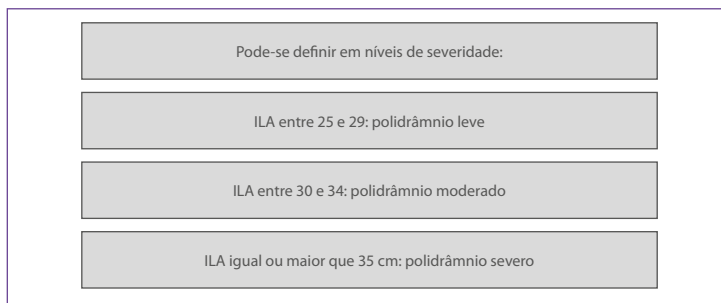 Pode-se definir em níveis de severidade:
ILA entre 25 e 29: polidrâmnio leve
ILA entre 30 e 34: polidrâmnio moderado
ILA igual ou maior que 35 cm: polidrâmnio severo